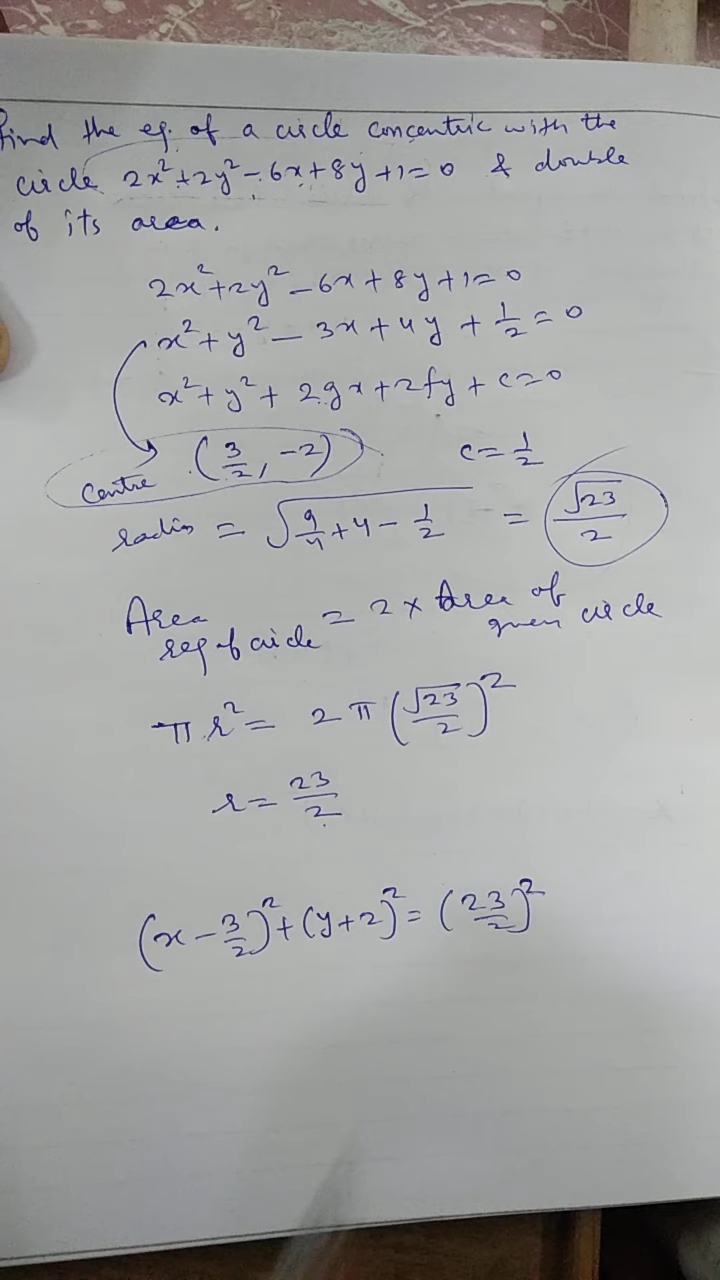 Find the eq. of a circle concentric with the
circle 2x²+2y²-6x+8y+1=0 & double
of its area.
2x²+2y²-6x+8y+1=0
x²+y²-3x+4y+1/2=0
x²+y²+2gx+2fy+c=0
Centre (3/2, -2) c=1/2
radius = √(9/4+4-1/2) = √23/2
Area req of circle = 2 x Area of given circle
πr² = 2π(√23/2)²
r = 23/2
(x-3/2)²+(y+2)²=(23/2)²